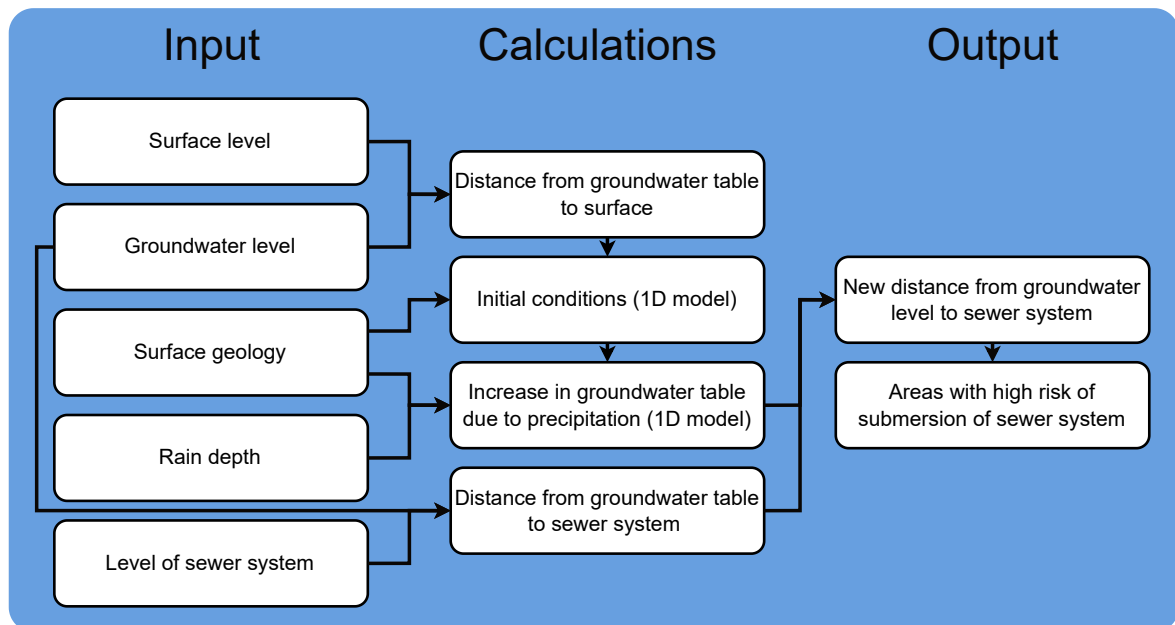 Input
Surface level
Groundwater level
Surface geology
Rain depth
Level of sewer system
Calculations
Distance from groundwater table
to surface
Initial conditions (1D model)
Increase in groundwater table
due to precipitation (1D model)
Distance from groundwater table
to sewer system
Output
New distance from groundwater
level to sewer system
Areas with high risk of
submersion of sewer system